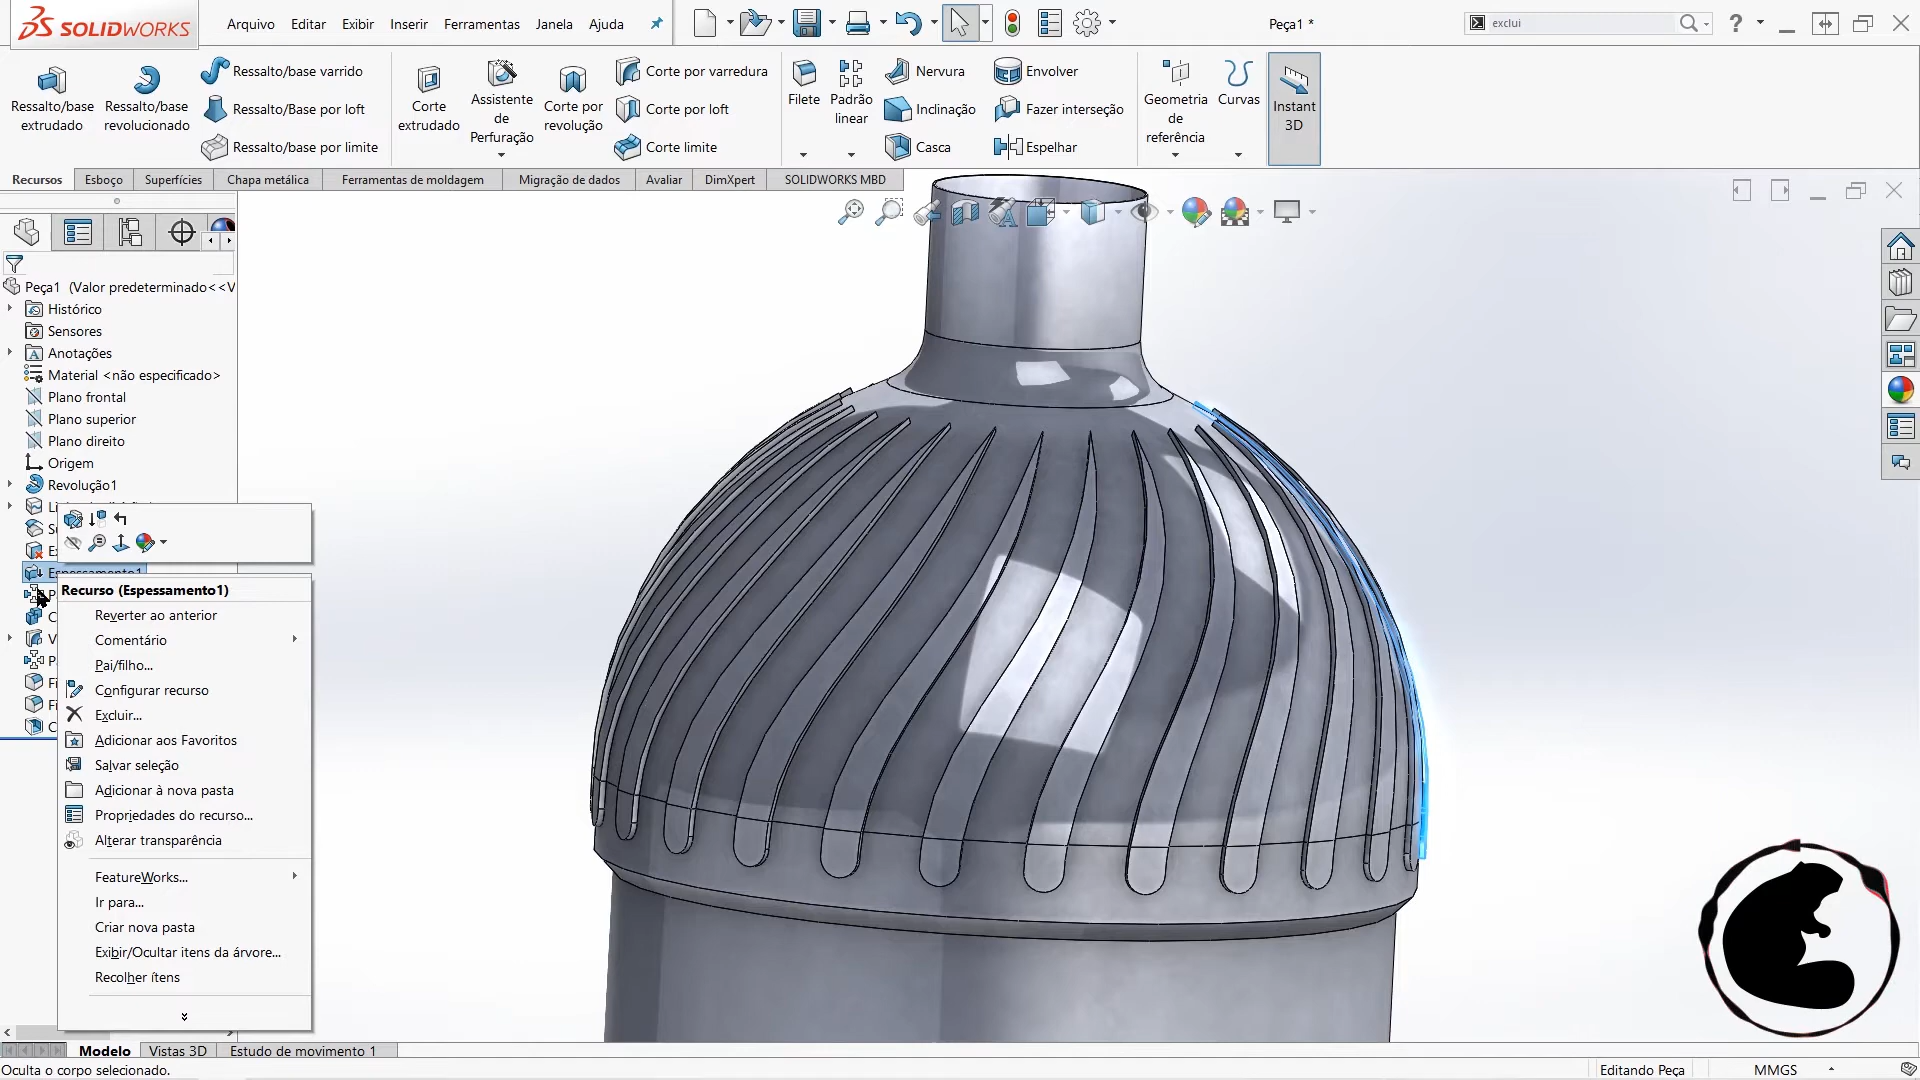 SOLIDWORKS
Arquivo Editar Exibir Inserir Ferramentas Janela Ajuda
Peça1 *
exclui
Ressalto/base extrudado
Ressalto/base revolucionado
Ressalto/base varrido
Ressalto/Base por loft
Ressalto/base por limite
Corte extrudado
Assistente de Perfuração
Corte por revolução
Corte por varredura
Corte por loft
Corte limite
Filete
Padrão linear
Nervura
Inclinação
Casca
Envolver
Fazer interseção
Espelhar
Geometria de referência
Curvas
Instant 3D
Recursos Esboço Superfícies Chapa metálica Ferramentas de moldagem Migração de dados Avaliar DimXpert SOLIDWORKS MBD
Peça1 (Valor predeterminado<<V
Histórico
Sensores
Anotações
Material <não especificado>
Plano frontal
Plano superior
Plano direito
Origem
Revolução1
Espessamento1
Recurso (Espessamento1)
Reverter ao anterior
Comentário
Pai/filho...
Configurar recurso
Excluir...
Adicionar aos Favoritos
Salvar seleção
Adicionar à nova pasta
Propriedades do recurso...
Alterar transparência
FeatureWorks...
Ir para...
Criar nova pasta
Exibir/Ocultar itens da árvore...
Recolher ítens
Modelo Vistas 3D Estudo de movimento 1
Oculta o corpo selecionado.
Editando Peça
MMGS